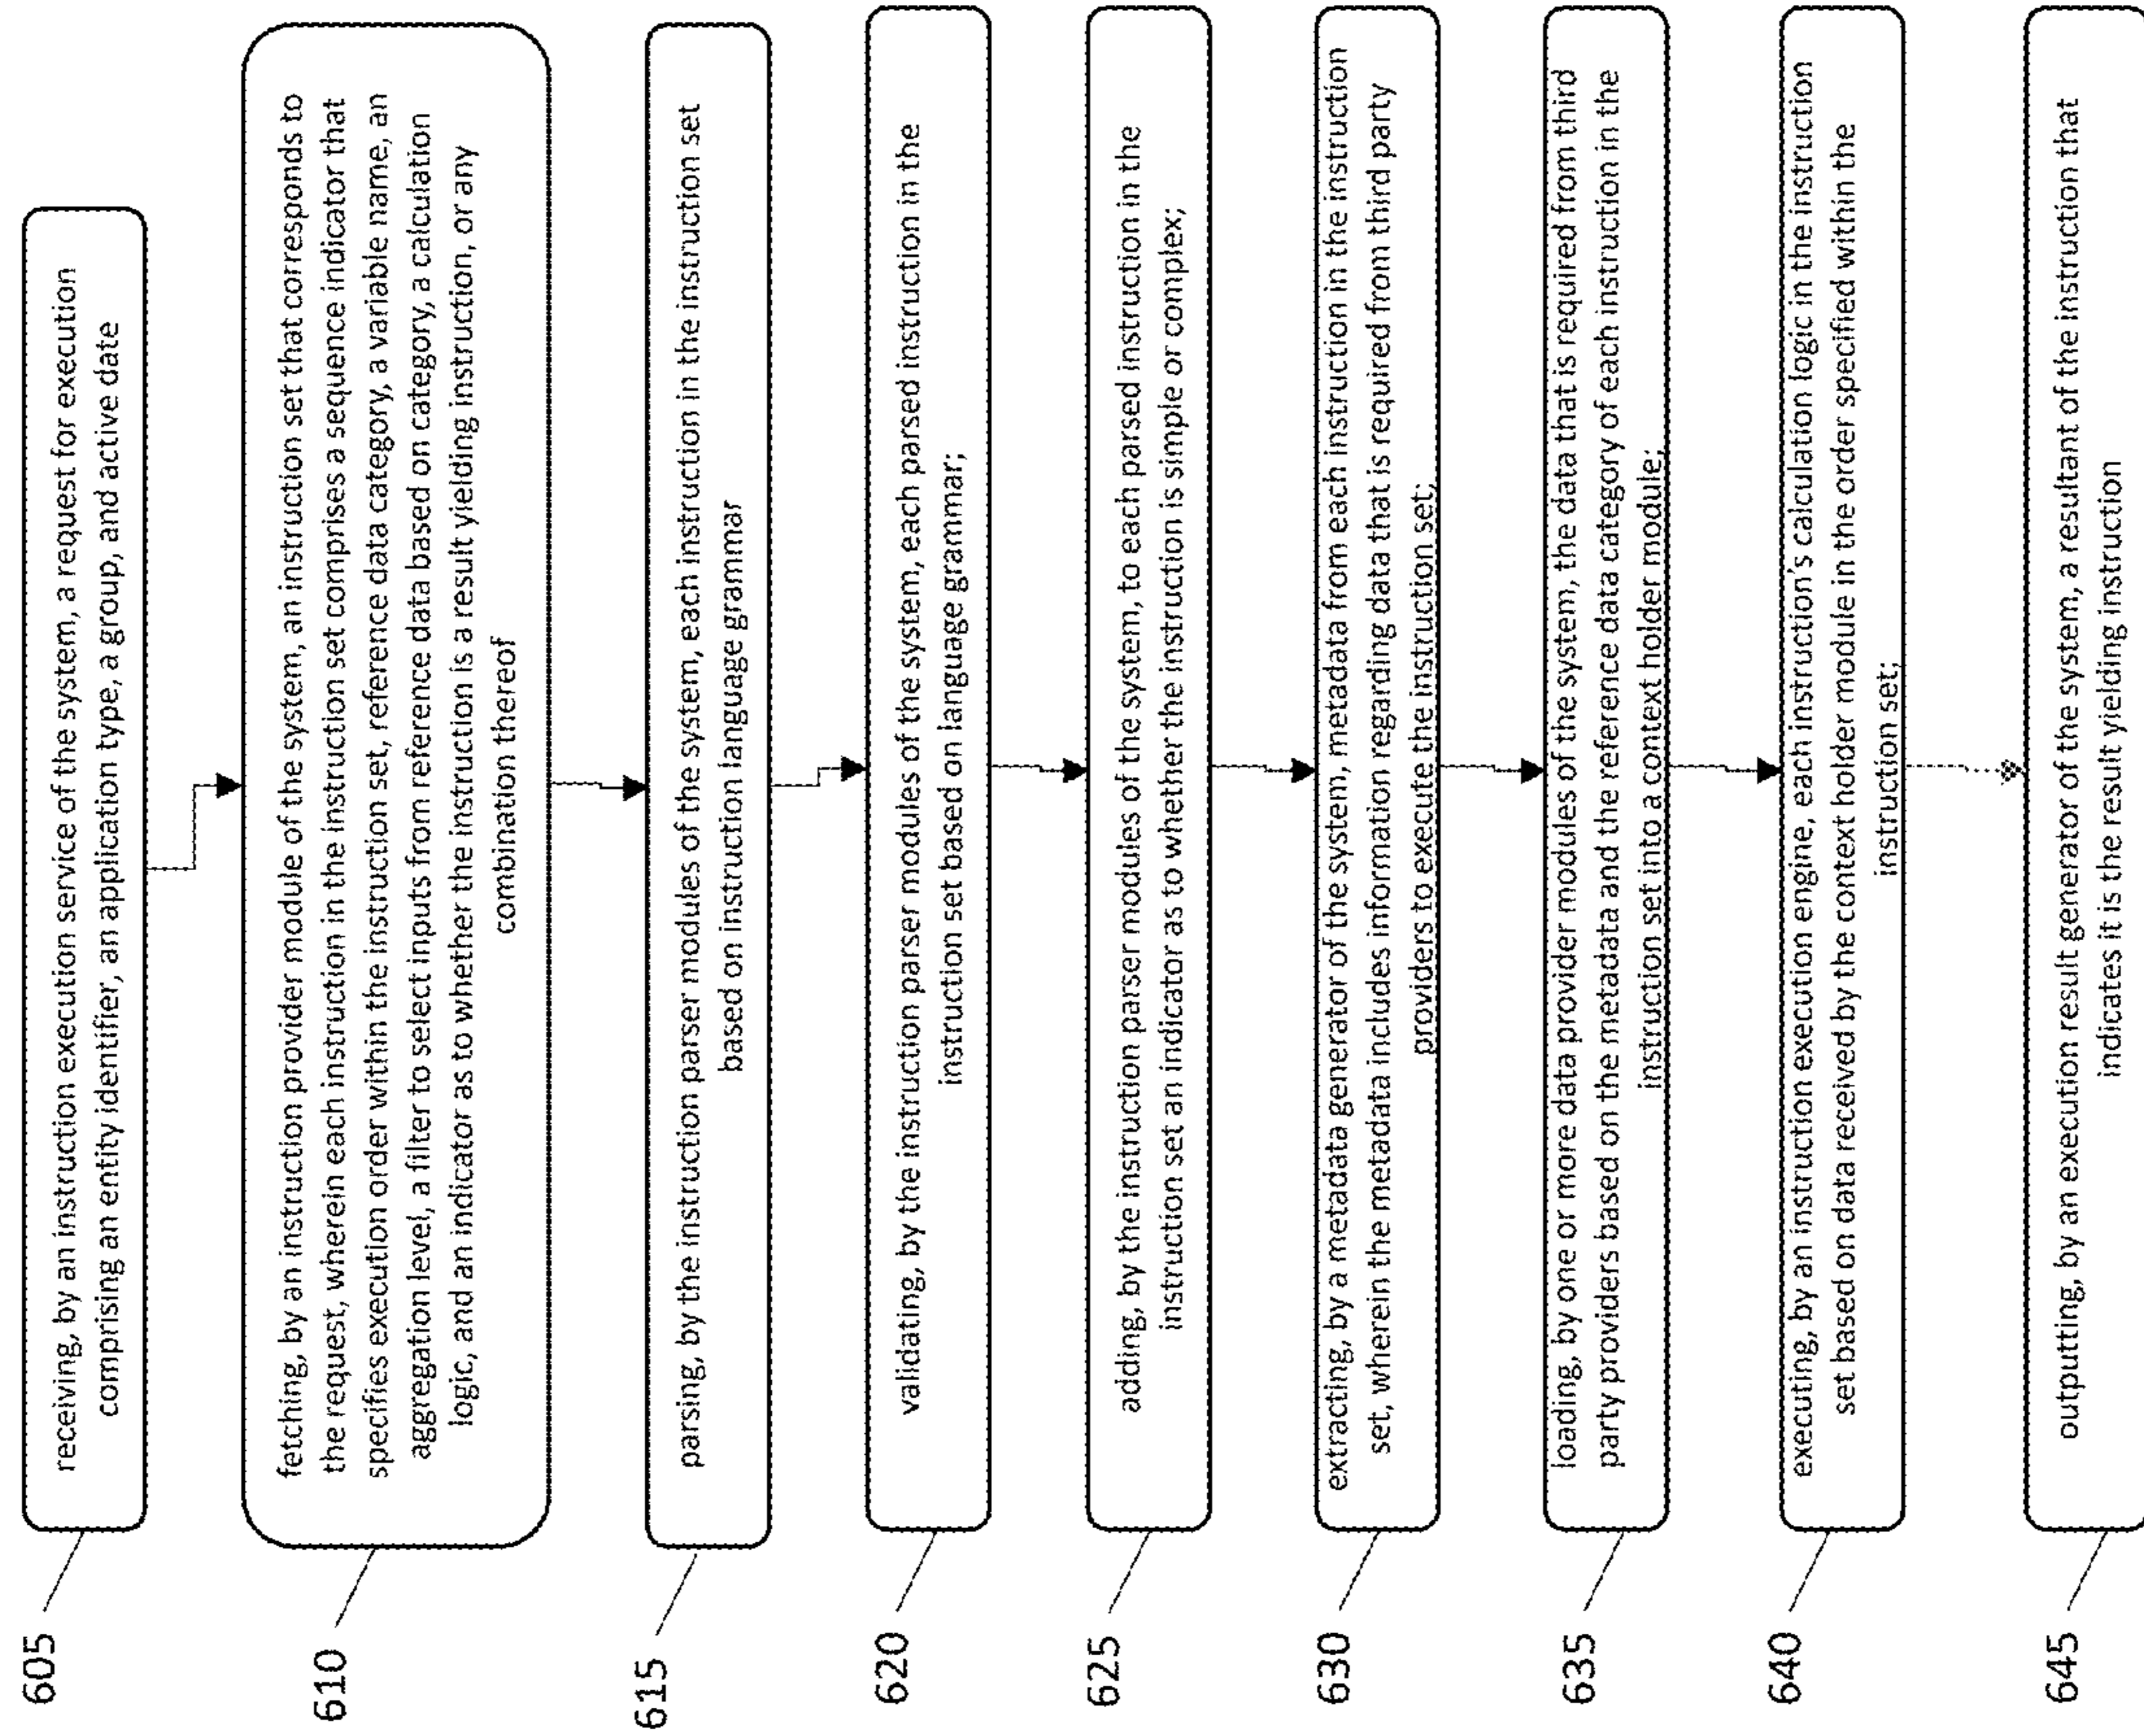 605
receiving, by an instruction execution service of the system, a request for execution
comprising an entity identifier, an application type, a group, and active date
610
fetching, by an instruction provider module of the system, an instruction set that corresponds to
the request, wherein each instruction in the instruction set comprises a sequence indicator that
specifies execution order within the instruction set, reference data category, a variable name, an
aggregation level, a filter to select inputs from reference data based on category, a calculation
logic, and an indicator as to whether the instruction is a result yielding instruction, or any
combination thereof
615
parsing, by the instruction parser modules of the system, each instruction in the instruction set
based on instruction language grammar
620
validating, by the instruction parser modules of the system, each parsed instruction in the
instruction set based on language grammar;
625
adding, by the instruction parser modules of the system, to each parsed instruction in the
instruction set an indicator as to whether the instruction is simple or complex;
630
extracting, by a metadata generator of the system, metadata from each instruction in the instruction
set, wherein the metadata includes information regarding data that is required from third party
providers to execute the instruction set;
635
loading, by one or more data provider modules of the system, the data that is required from third
party providers based on the metadata and the reference data category of each instruction in the
instruction set into a context holder module;
640
executing, by an instruction execution engine, each instruction's calculation logic in the instruction
set based on data received by the context holder module in the order specified within the
instruction set;
645
outputting, by an execution result generator of the system, a resultant of the instruction that
indicates it is the result yielding instruction